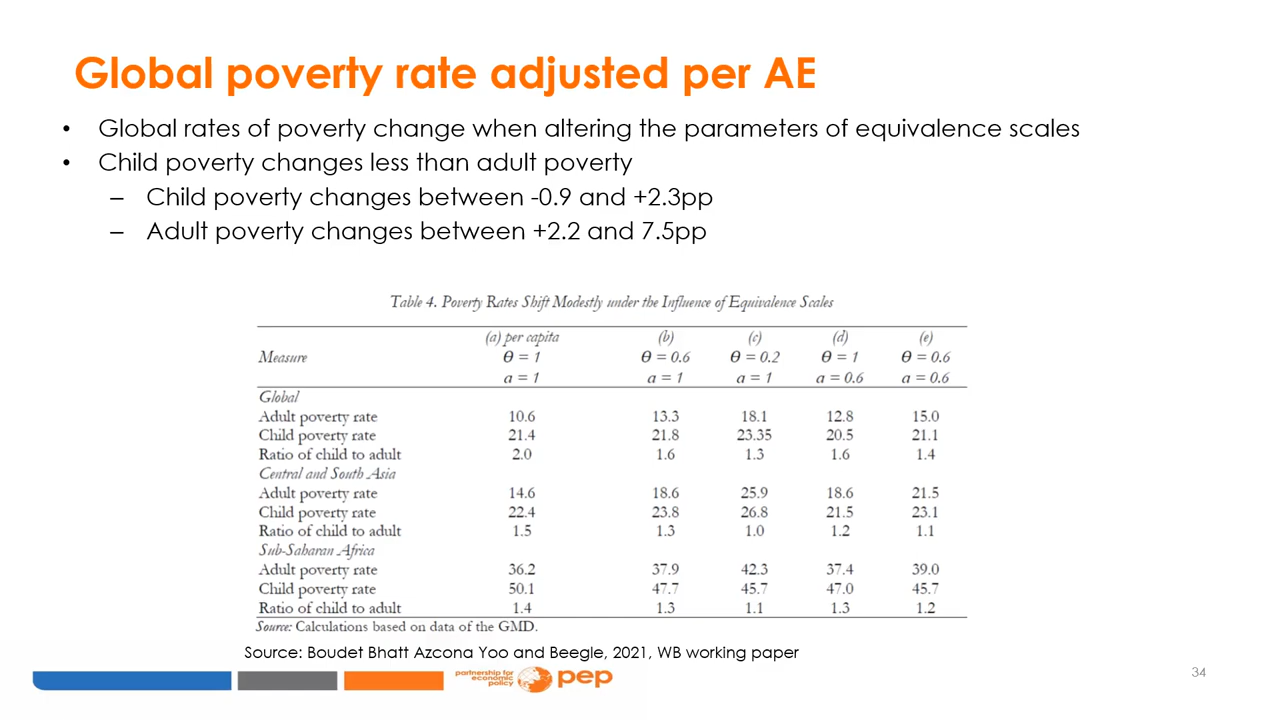 Global poverty rate adjusted per AE
• Global rates of poverty change when altering the parameters of equivalence scales
• Child poverty changes less than adult poverty
– Child poverty changes between -0.9 and +2.3pp
– Adult poverty changes between +2.2 and 7.5pp
Table 4. Poverty Rates Shift Modestly under the Influence of Equivalence Scales
(a) per capita (b) (c) (d) (e)
Measure θ = 1 θ = 0.6 θ = 0.2 θ = 1 θ = 0.6
a = 1 a = 1 a = 1 a = 0.6 a = 0.6
Global
Adult poverty rate 10.6 13.3 18.1 12.8 15.0
Child poverty rate 21.4 21.8 23.35 20.5 21.1
Ratio of child to adult 2.0 1.6 1.3 1.6 1.4
Central and South Asia
Adult poverty rate 14.6 18.6 25.9 18.6 21.5
Child poverty rate 22.4 23.8 26.8 21.5 23.1
Ratio of child to adult 1.5 1.3 1.0 1.2 1.1
Sub-Saharan Africa
Adult poverty rate 36.2 37.9 42.3 37.4 39.0
Child poverty rate 50.1 47.7 45.7 47.0 45.7
Ratio of child to adult 1.4 1.3 1.1 1.3 1.2
Source: Calculations based on data of the GMD.
Source: Boudet Bhatt Azcona Yoo and Beegle, 2021, WB working paper
partnership for
economic
policy
pep
34